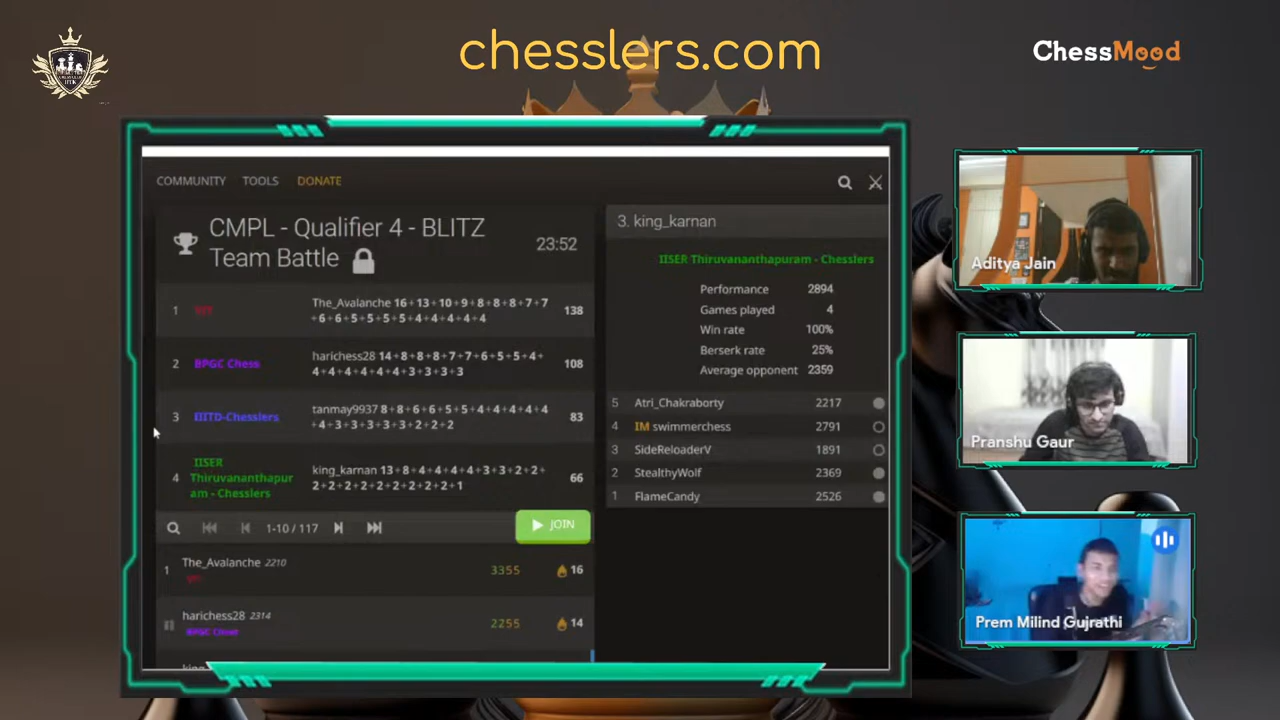 chesslers.com
ChessMood
COMMUNITY TOOLS DONATE
CMPL - Qualifier 4 - BLITZ
Team Battle
23:52
1 VIT The_Avalanche 16+13+10+9+8+8+8+7+7
+6+6+5+5+5+5+4+4+4+4+4 138
2 BPGC Chess harichess28 14+8+8+8+7+7+6+5+5+4+
4+4+4+4+4+4+3+3+3+3 108
3 IIITD-Chesslers tanmay9937 8+8+6+6+5+5+4+4+4+4+4
+4+3+3+3+3+3+2+2+2 83
4 IISER
Thiruvananthapur
am - Chesslers
king_karnan 13+8+4+4+4+4+3+3+2+2+
2+2+2+2+2+2+2+2+2+1 66
1-10 / 117 JOIN
1 The_Avalanche 2210 3355 16
harichess28 2314 2255 14
BPGC Chess
3. king_karnan
IISER Thiruvananthapuram - Chesslers
Performance 2894
Games played 4
Win rate 100%
Berserk rate 25%
Average opponent 2359
5 Atri_Chakraborty 2217
4 IM swimmerchess 2791
3 SideReloaderV 1891
2 StealthyWolf 2369
1 FlameCandy 2526
Aditya Jain
Pranshu Gaur
Prem Milind Gujrathi